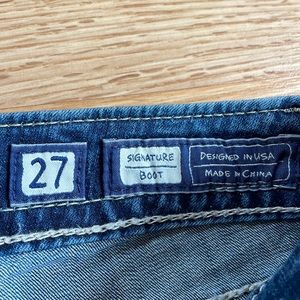 27
SIGNATURE
BOOT
DESIGNED IN USA
MADE IN CHINA